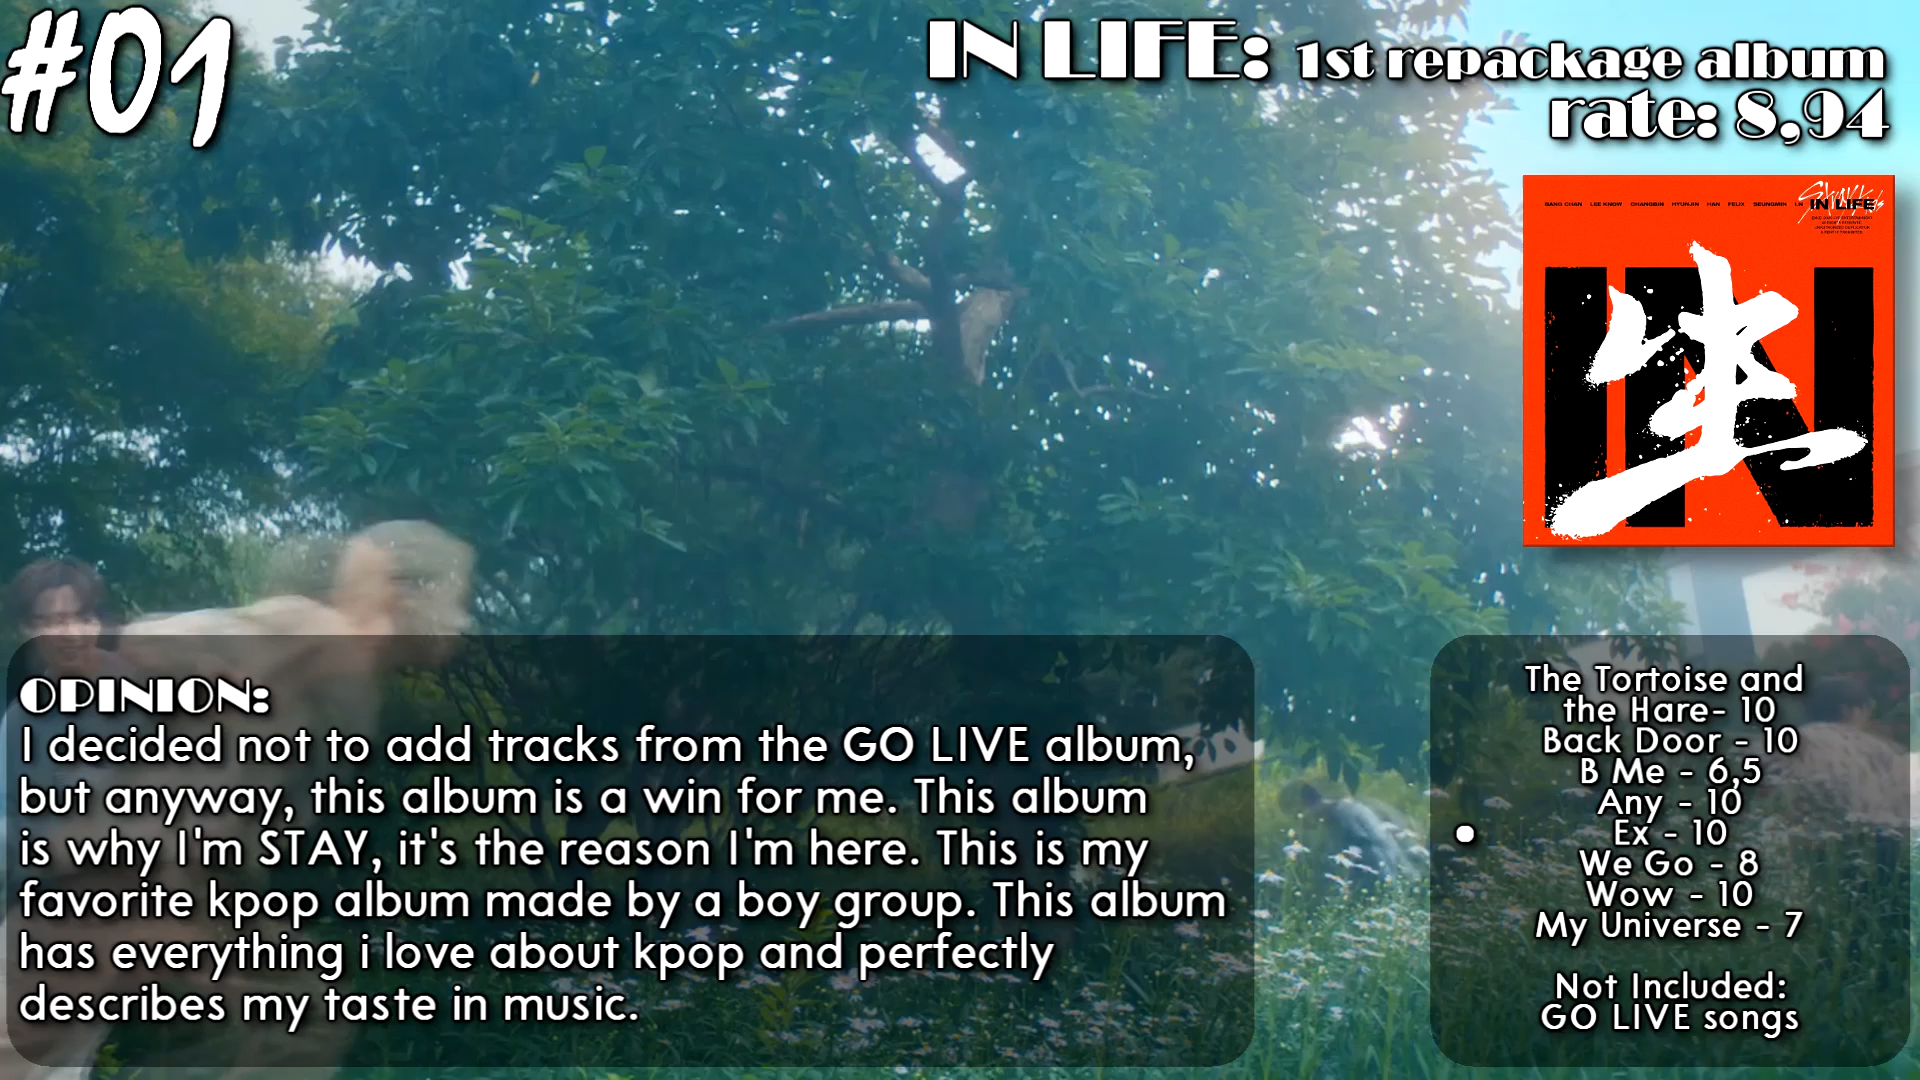 #01
IN LIFE: 1st repackage album
rate: 8,94
BANG CHAN LEE KNOW CHANGBIN HYUNJIN HAN FELIX SEUNGMIN I.N
Stray Kids
IN LIFE
IN
生
OPINION:
I decided not to add tracks from the GO LIVE album,
but anyway, this album is a win for me. This album
is why I'm STAY, it's the reason I'm here. This is my
favorite kpop album made by a boy group. This album
has everything i love about kpop and perfectly
describes my taste in music.
The Tortoise and
the Hare- 10
Back Door - 10
B Me - 6,5
Any - 10
Ex - 10
We Go - 8
Wow - 10
My Universe - 7
Not Included:
GO LIVE songs